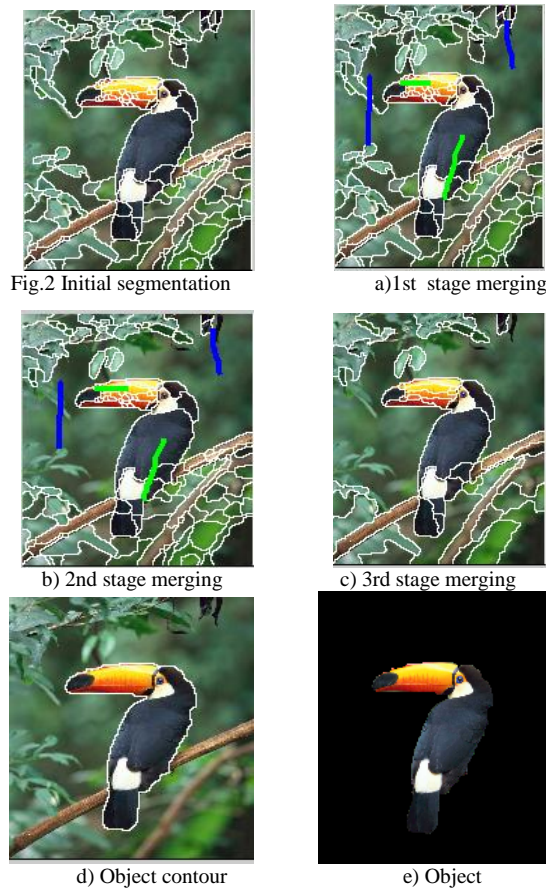 Fig.2 Initial segmentation
a)1st stage merging
b) 2nd stage merging
c) 3rd stage merging
d) Object contour
e) Object